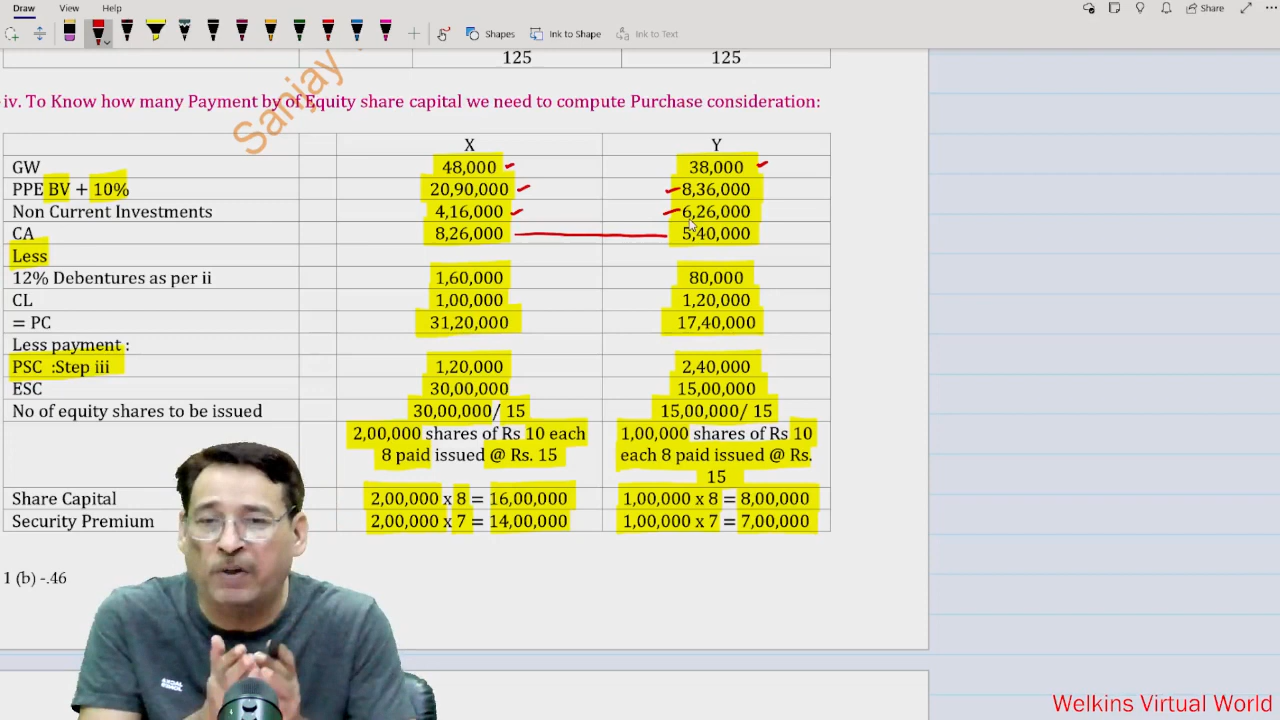 Draw View Help
Shapes Ink to Shape Ink to Text Share
125 125
Sanjay
iv. To Know how many Payment by of Equity share capital we need to compute Purchase consideration:
X Y
GW 48,000 38,000
PPE BV + 10% 20,90,000 8,36,000
Non Current Investments 4,16,000 6,26,000
CA 8,26,000 5,40,000
Less
12% Debentures as per ii 1,60,000 80,000
CL 1,00,000 1,20,000
= PC 31,20,000 17,40,000
Less payment :
PSC :Step iii 1,20,000 2,40,000
ESC 30,00,000 15,00,000
No of equity shares to be issued 30,00,000/ 15 15,00,000/ 15
2,00,000 shares of Rs 10 each 1,00,000 shares of Rs 10
8 paid issued @ Rs. 15 each 8 paid issued @ Rs.
15
Share Capital 2,00,000 x 8 = 16,00,000 1,00,000 x 8 = 8,00,000
Security Premium 2,00,000 x 7 = 14,00,000 1,00,000 x 7 = 7,00,000
1 (b) -.46
Welkins Virtual World